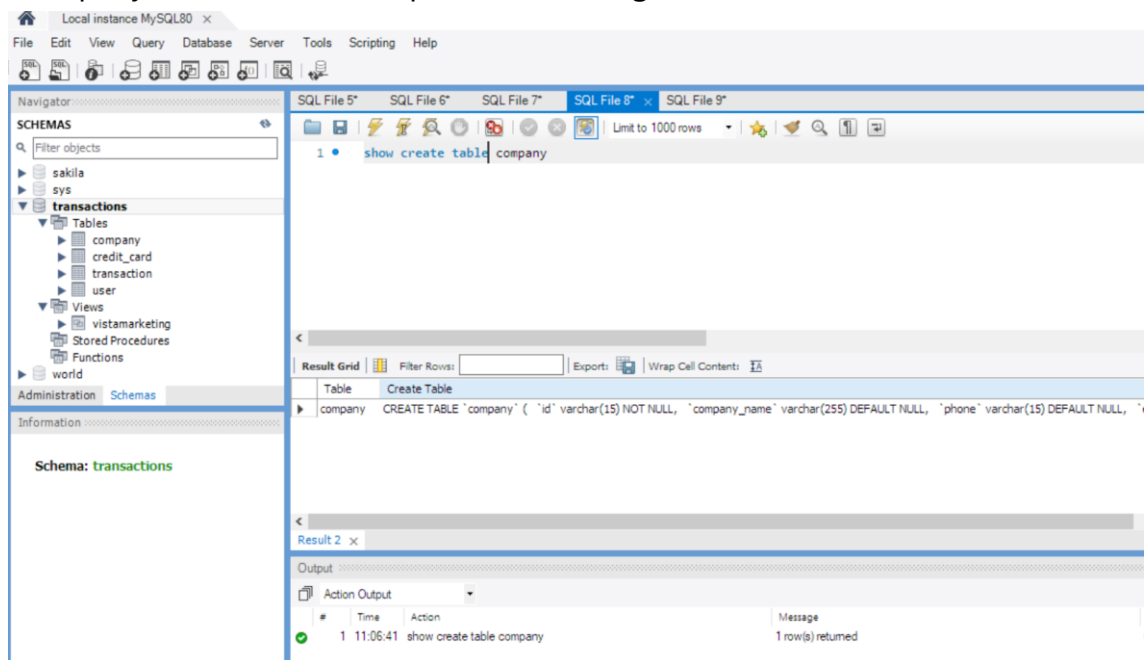 Local instance MySQL80 ×
File Edit View Query Database Server Tools Scripting Help
Navigator
SCHEMAS
Filter objects
sakila
sys
transactions
Tables
company
credit_card
transaction
user
Views
vistamarketing
Stored Procedures
Functions
world
Administration Schemas
Information
Schema: transactions
SQL File 5* SQL File 6* SQL File 7* SQL File 8* × SQL File 9*
Limit to 1000 rows
1 show create table company
Result Grid Filter Rows: Export: Wrap Cell Content:
Table Create Table
company CREATE TABLE `company` ( `id` varchar(15) NOT NULL, `company_name` varchar(255) DEFAULT NULL, `phone` varchar(15) DEFAULT NULL,
Result 2 ×
Output
Action Output
# Time Action Message
1 11:06:41 show create table company 1 row(s) returned